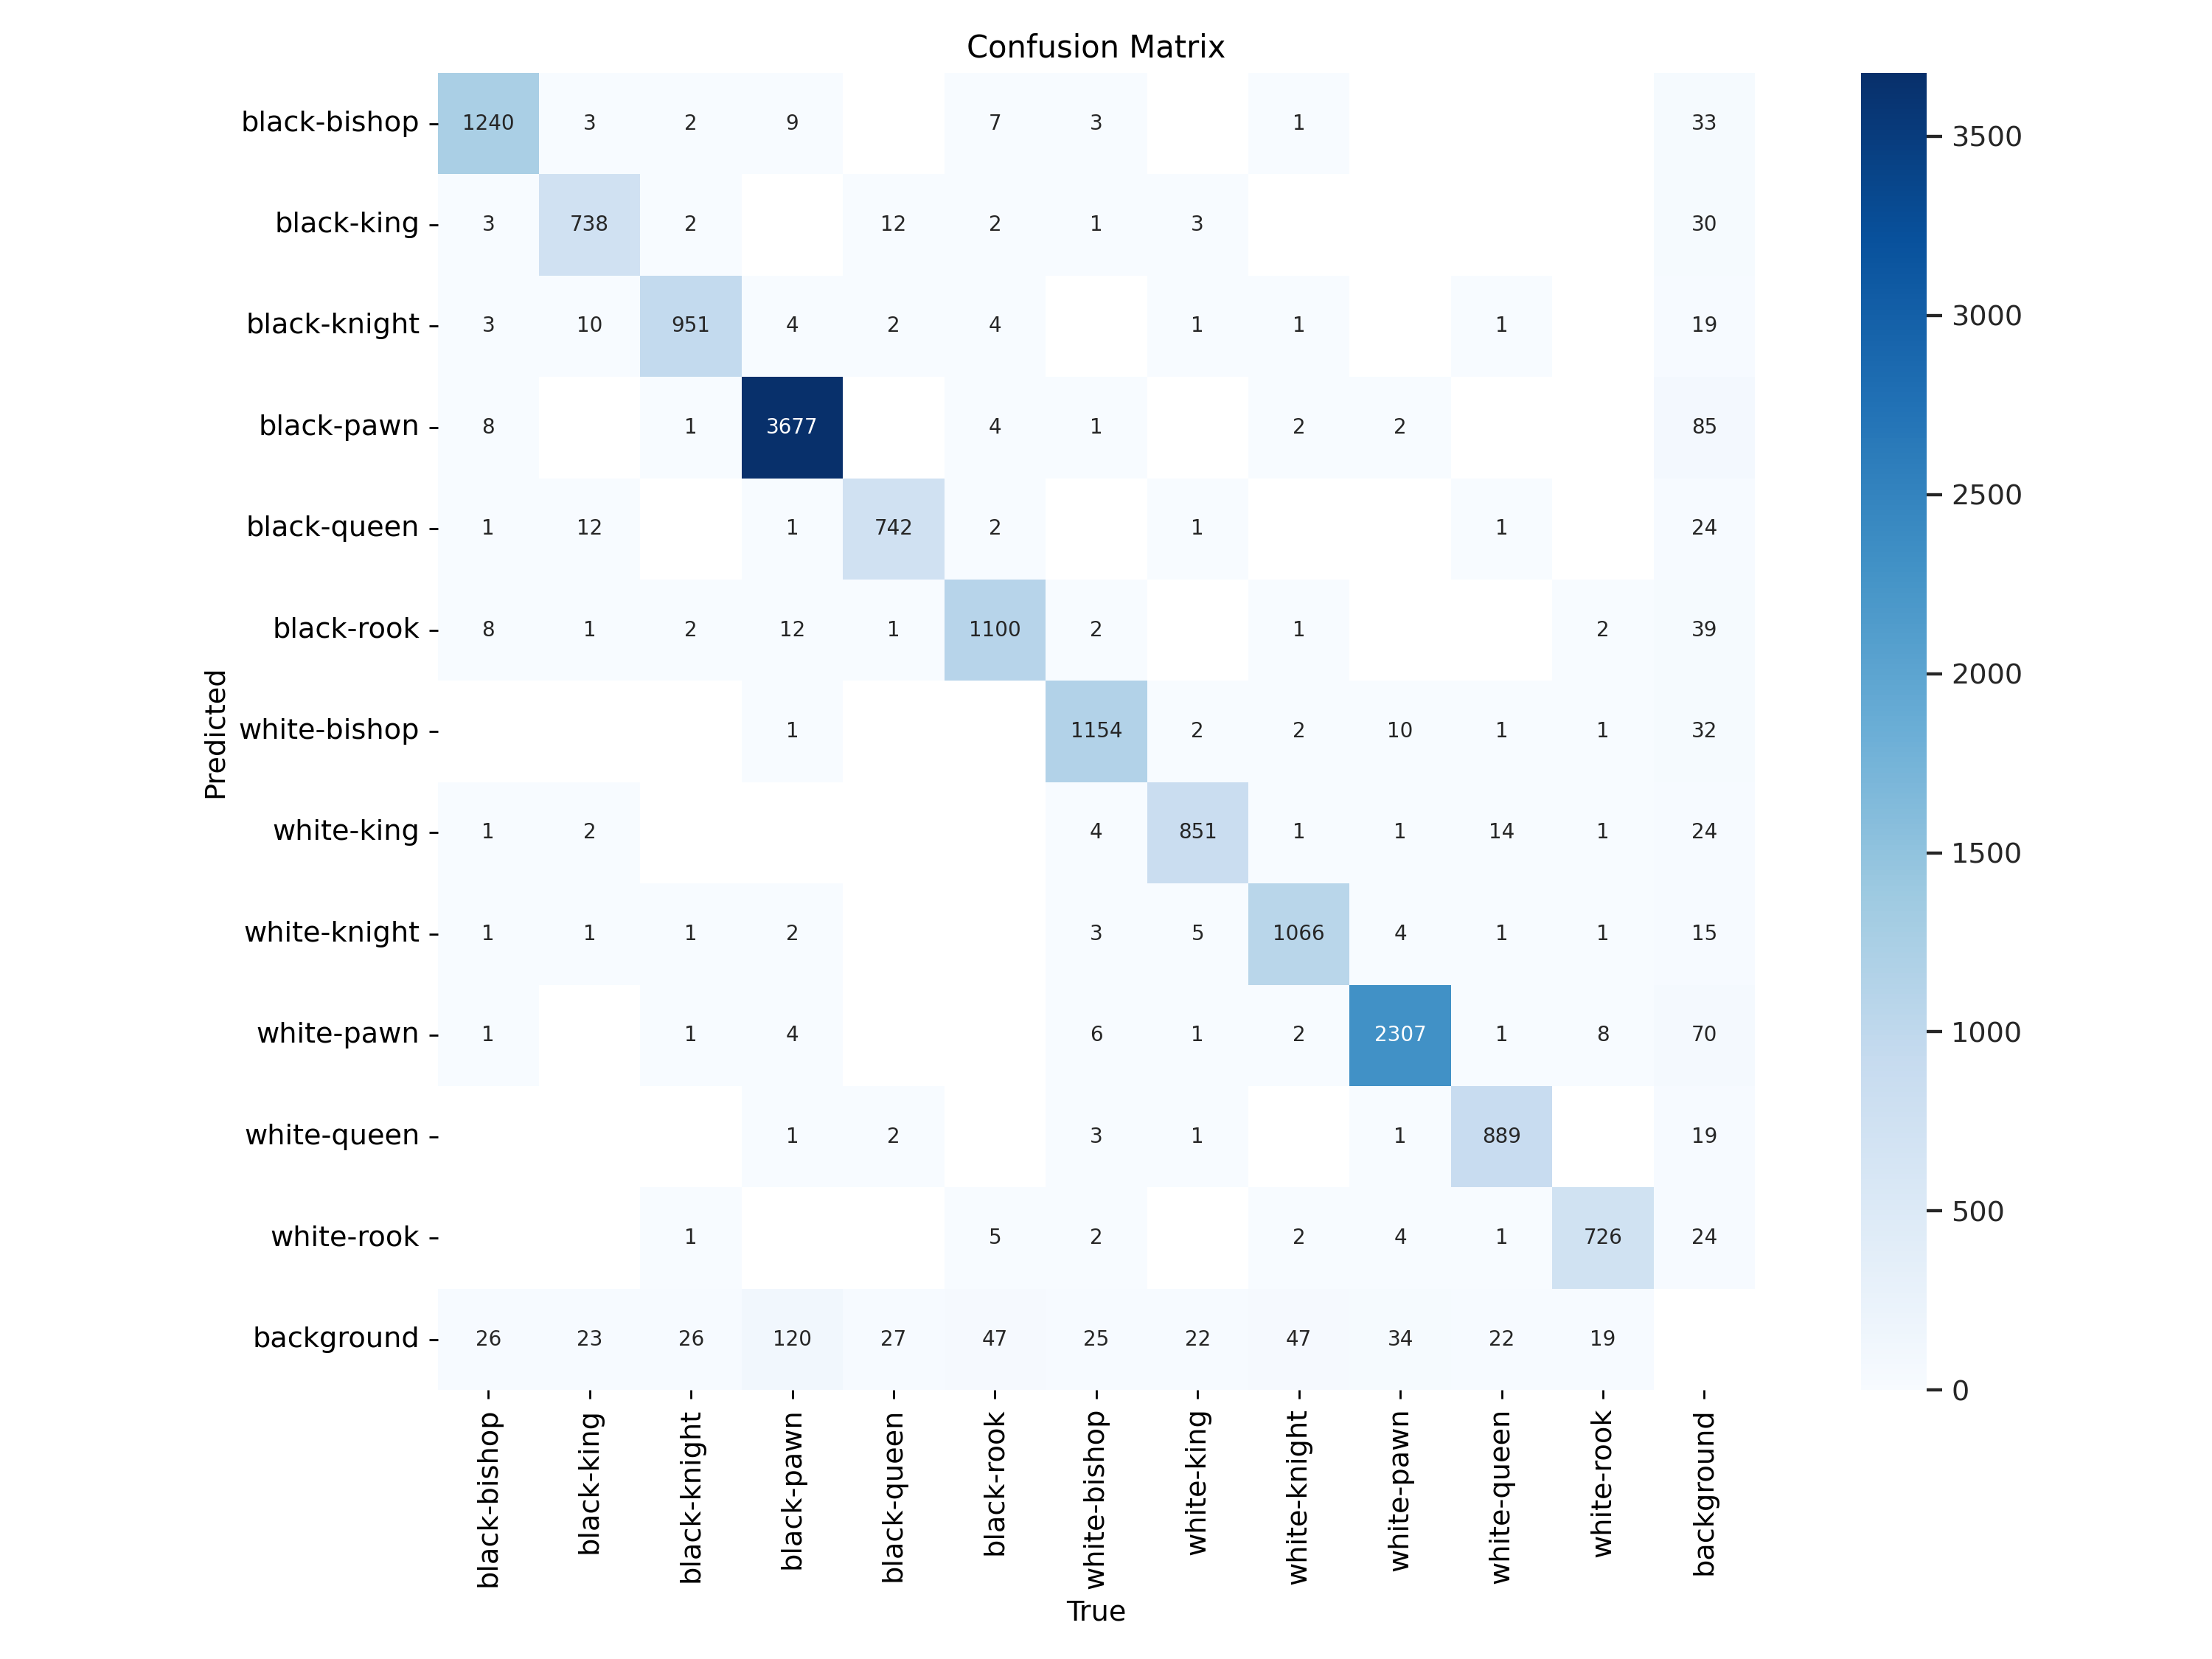 Confusion Matrix
black-bishop 1240 3 2 9 7 3 1 33
black-king 3 738 2 12 2 1 3 30
black-knight 3 10 951 4 2 4 1 1 1 19
black-pawn 8 1 3677 4 1 2 2 85
black-queen 1 12 1 742 2 1 1 24
black-rook 8 1 2 12 1 1100 2 1 2 39
white-bishop 1 1154 2 2 10 1 1 32
white-king 1 2 4 851 1 1 14 1 24
white-knight 1 1 1 2 3 5 1066 4 1 1 15
white-pawn 1 1 4 6 1 2 2307 1 8 70
white-queen 1 2 3 1 1 889 19
white-rook 1 5 2 2 4 1 726 24
background 26 23 26 120 27 47 25 22 47 34 22 19
Predicted
black-bishop
black-king
black-knight
black-pawn
black-queen
black-rook
white-bishop
white-king
white-knight
white-pawn
white-queen
white-rook
background
True
3500
3000
2500
2000
1500
1000
500
0